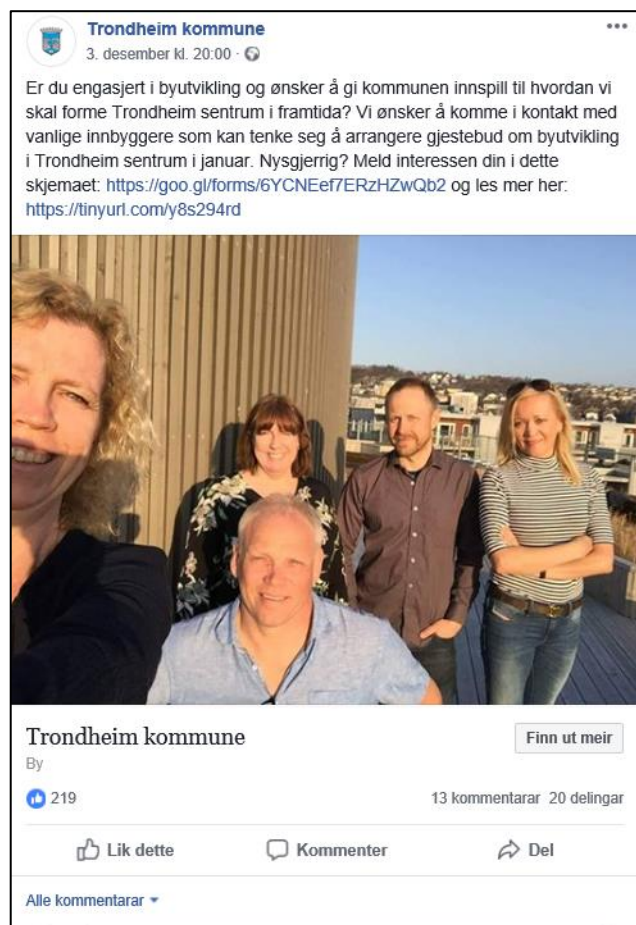 Trondheim kommune
3. desember kl. 20:00 ·
Er du engasjert i byutvikling og ønsker å gi kommunen innspill til hvordan vi
skal forme Trondheim sentrum i framtida? Vi ønsker å komme i kontakt med
vanlige innbyggere som kan tenke seg å arrangere gjestebud om byutvikling
i Trondheim sentrum i januar. Nysgjerrig? Meld interessen din i dette
skjemaet: https://goo.gl/forms/6YCNEef7ERzHZwQb2 og les mer her:
https://tinyurl.com/y8s294rd
Trondheim kommune
Finn ut meir
By
219
13 kommentarar 20 delingar
Lik dette Kommenter Del
Alle kommentarar